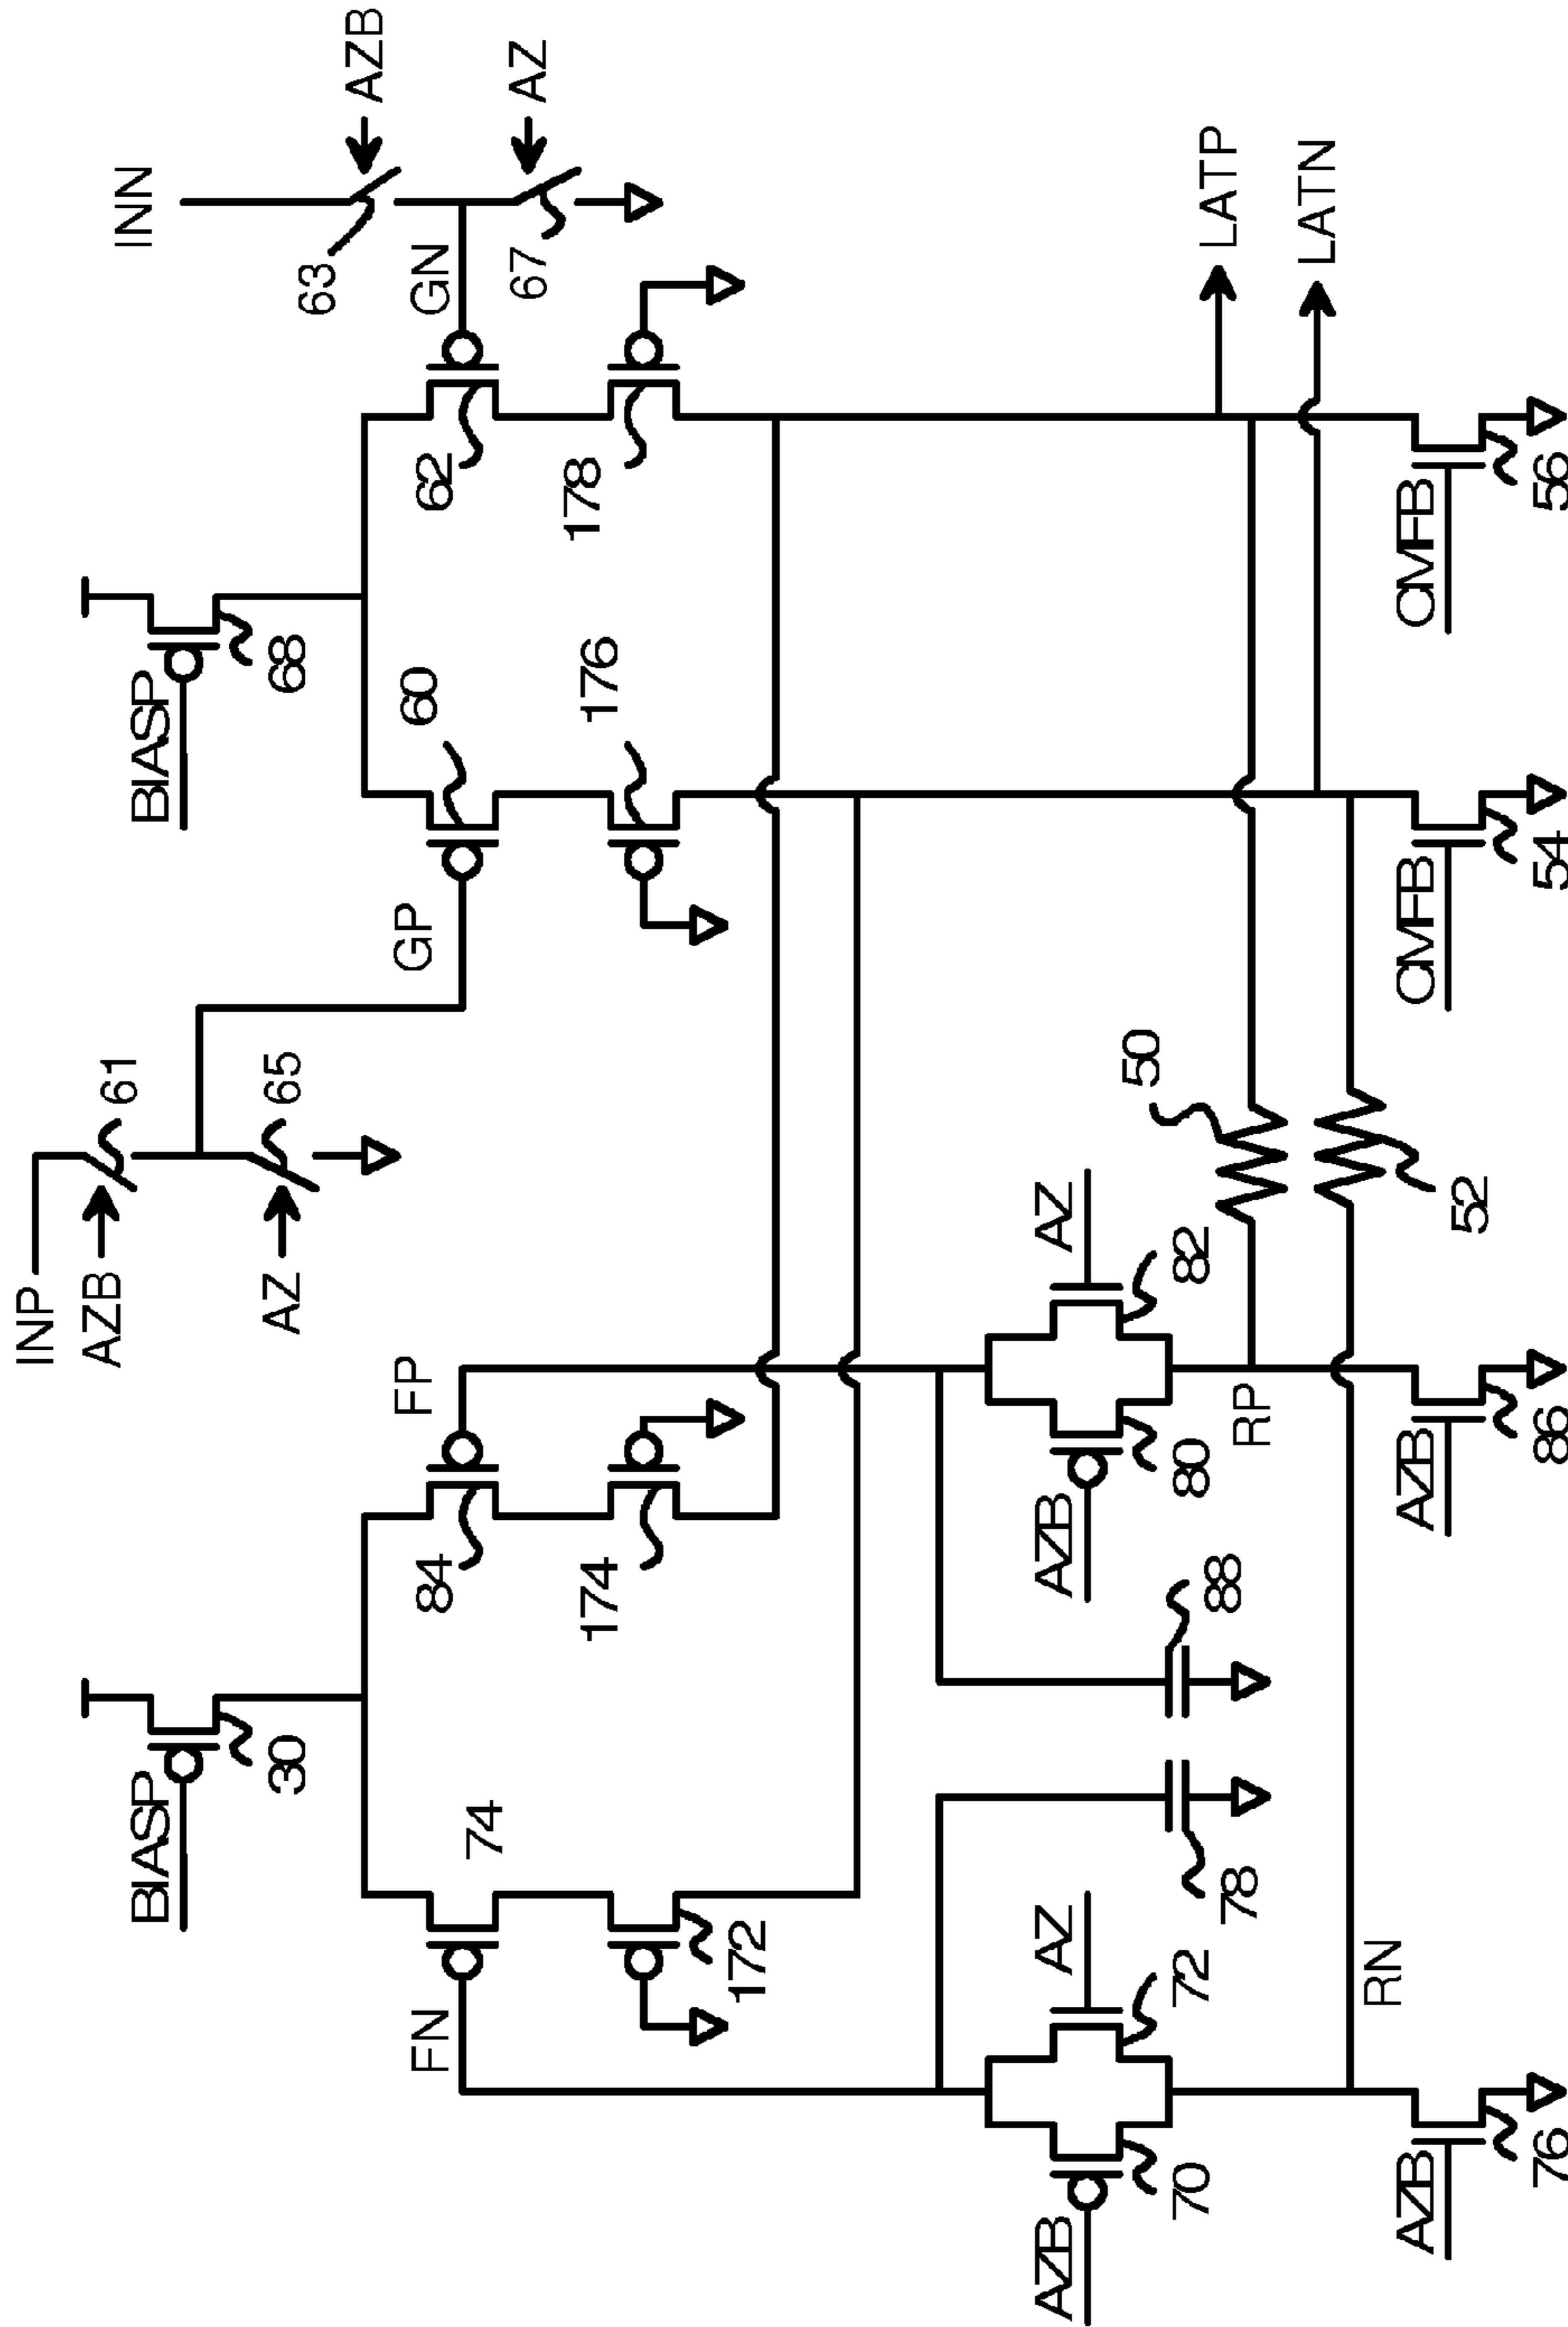 INP
AZB
61
AZ
65
INN
63
AZB
GN
67
AZ
BIASP
30
BIASP
68
FN
74
84
FP
GP
60
62
172
174
176
178
AZB
70
72
AZ
78
88
AZB
80
82
AZ
50
52
RP
RN
LATP
LATN
AZB
76
AZB
86
CMFB
54
CMFB
56